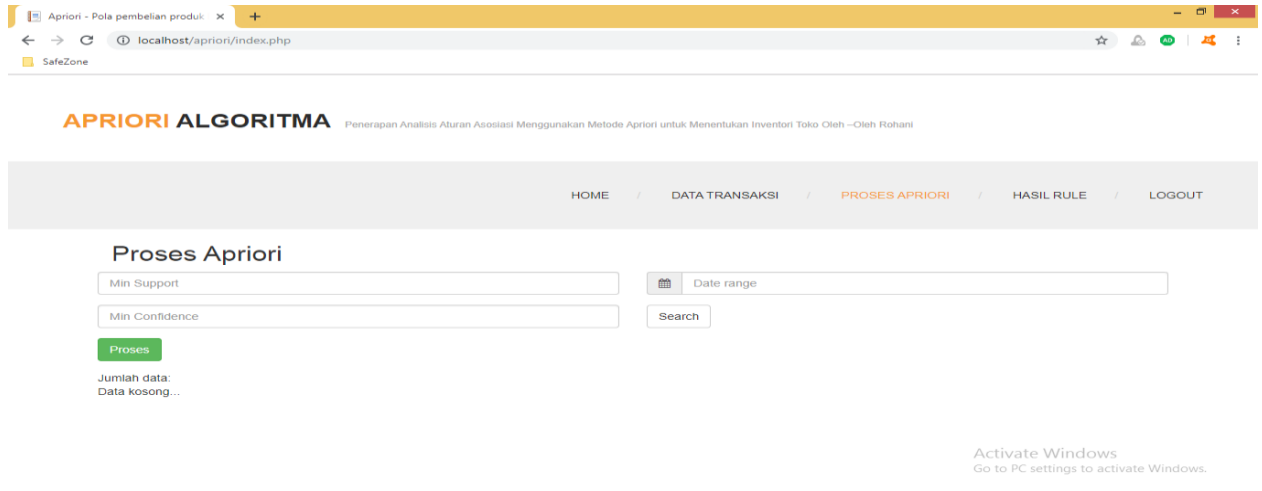 Apriori - Pola pembelian produk
localhost/apriori/index.php
SafeZone
APRIORI ALGORITMA Penerapan Analisis Aturan Asosiasi Menggunakan Metode Apriori untuk Menentukan Inventori Toko Oleh –Oleh Rohani
HOME / DATA TRANSAKSI / PROSES APRIORI / HASIL RULE / LOGOUT
Proses Apriori
Min Support
Date range
Min Confidence
Search
Proses
Jumlah data:
Data kosong...
Activate Windows
Go to PC settings to activate Windows.